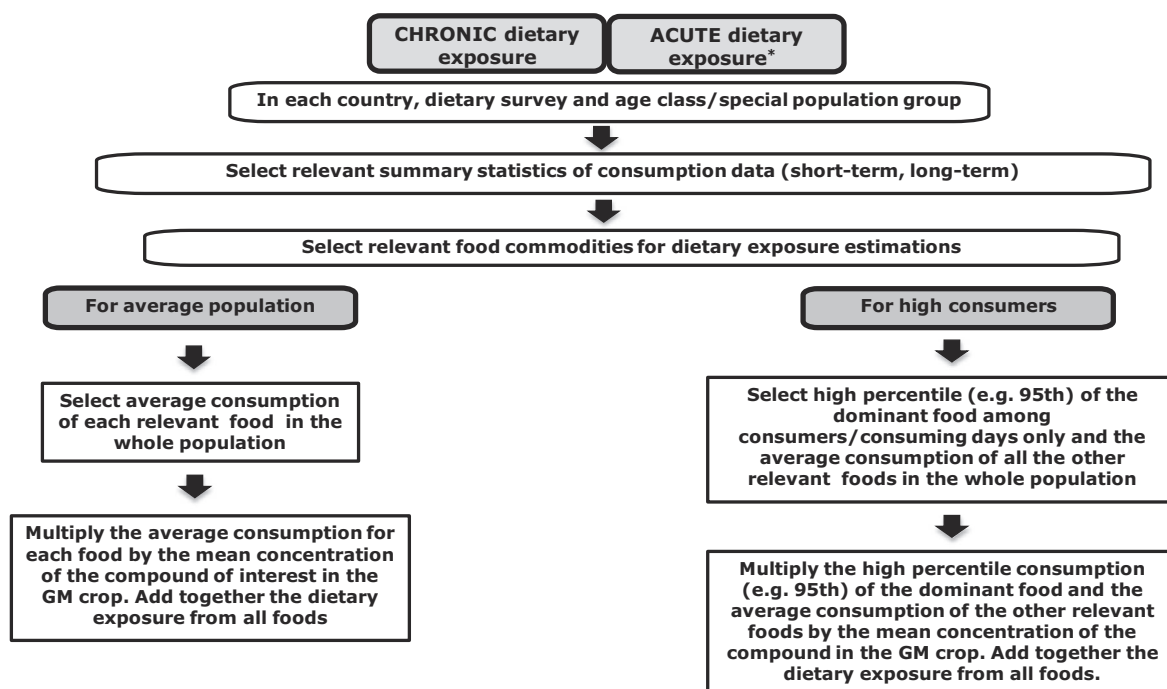 CHRONIC dietary
exposure
ACUTE dietary
exposure*
In each country, dietary survey and age class/special population group
Select relevant summary statistics of consumption data (short-term, long-term)
Select relevant food commodities for dietary exposure estimations
For average population
Select average consumption
of each relevant food in the
whole population
Multiply the average consumption for
each food by the mean concentration
of the compound of interest in the
GM crop. Add together the dietary
exposure from all foods
For high consumers
Select high percentile (e.g. 95th) of the
dominant food among
consumers/consuming days only and the
average consumption of all the other
relevant foods in the whole population
Multiply the high percentile consumption
(e.g. 95th) of the dominant food and the
average consumption of the other relevant
foods by the mean concentration of the
compound in the GM crop. Add together the
dietary exposure from all foods.